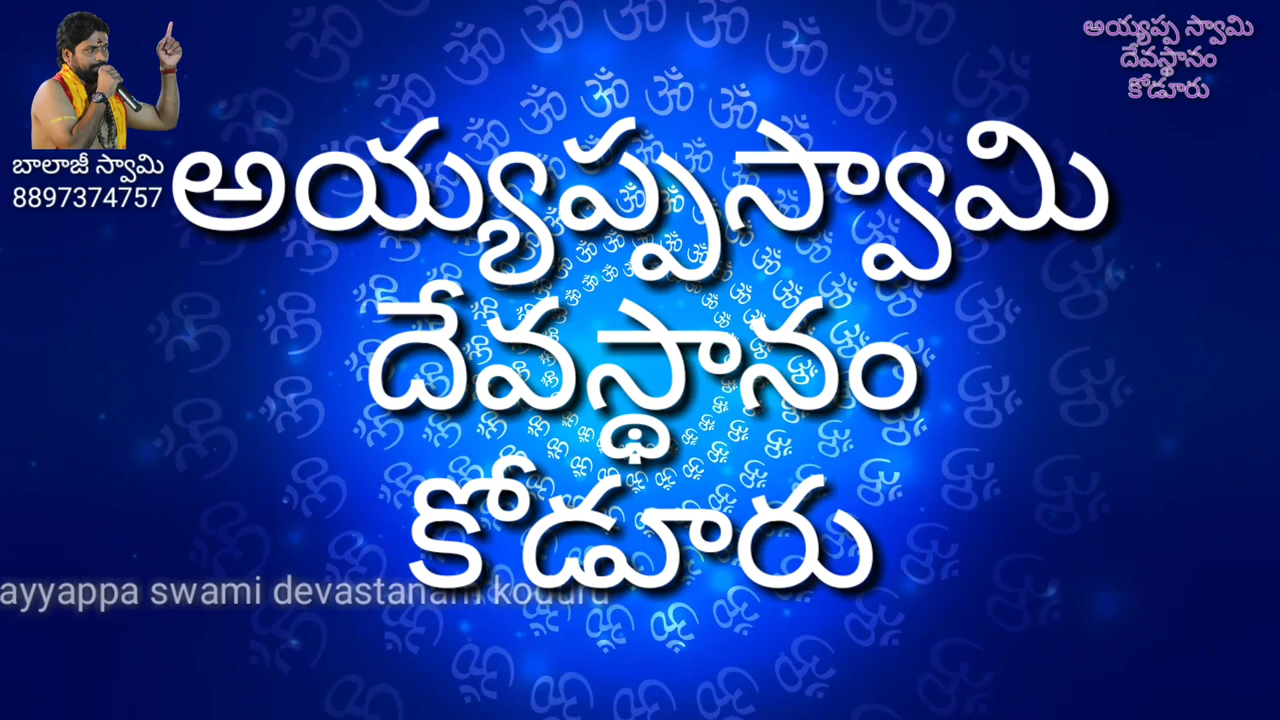 అయ్యప్ప స్వామి
దేవస్థానం
కోడూరు
బాలాజీ స్వామి
8897374757
అయ్యప్పస్వామి
దేవస్థానం
కోడూరు
ayyappa swami devastanam koduru